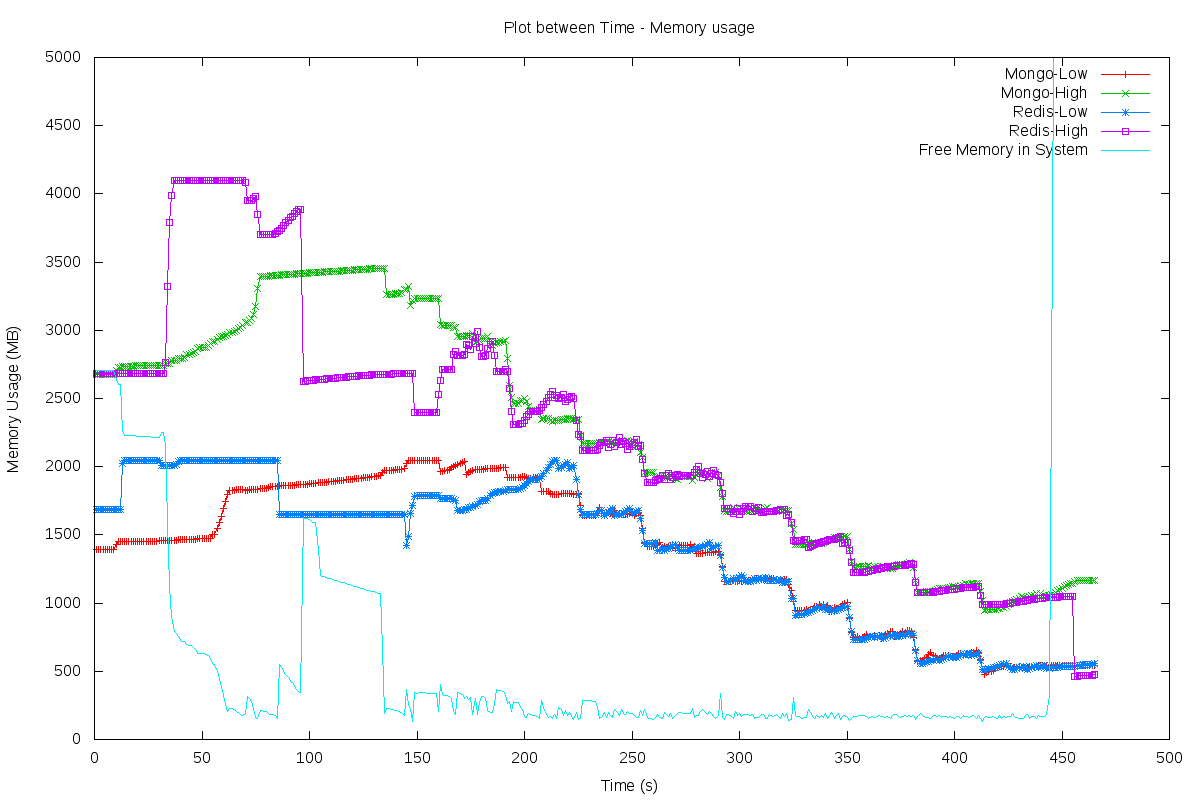 Plot between Time - Memory usage
5000
4500
4000
3500
3000
2500
2000
1500
1000
500
0
Memory Usage (MB)
Mongo-Low
Mongo-High
Redis-Low
Redis-High
Free Memory in System
0 50 100 150 200 250 300 350 400 450 500
Time (s)